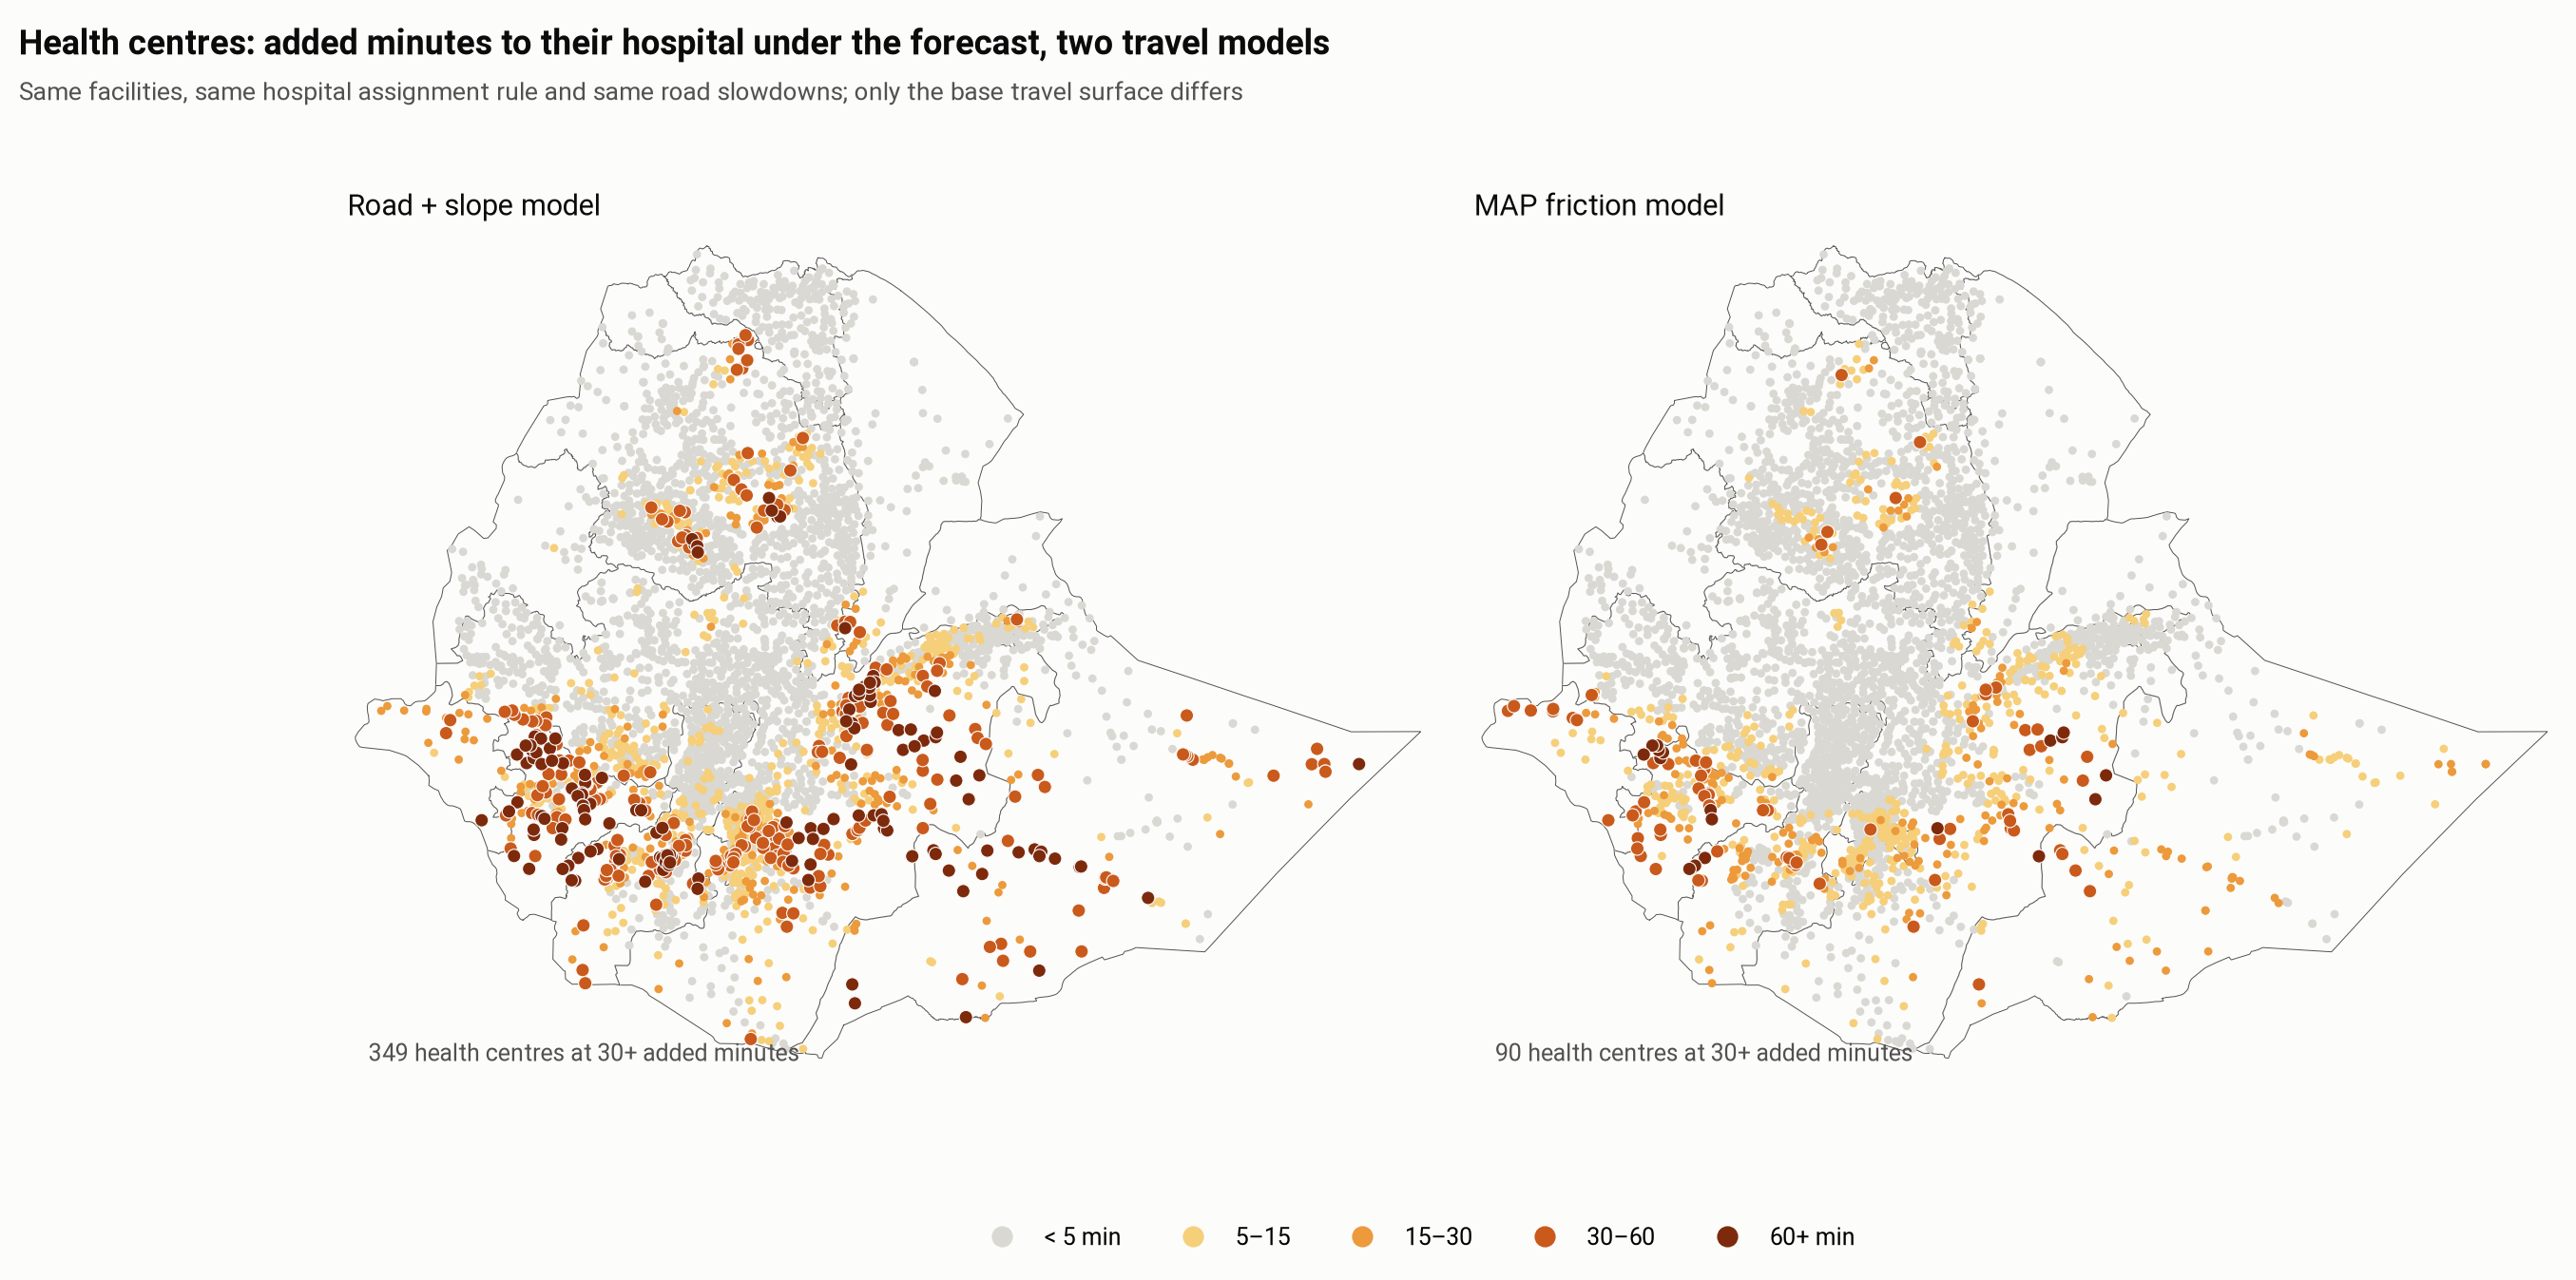 Health centres: added minutes to their hospital under the forecast, two travel models
Same facilities, same hospital assignment rule and same road slowdowns; only the base travel surface differs
Road + slope model
MAP friction model
349 health centres at 30+ added minutes
90 health centres at 30+ added minutes
< 5 min
5–15
15–30
30–60
60+ min